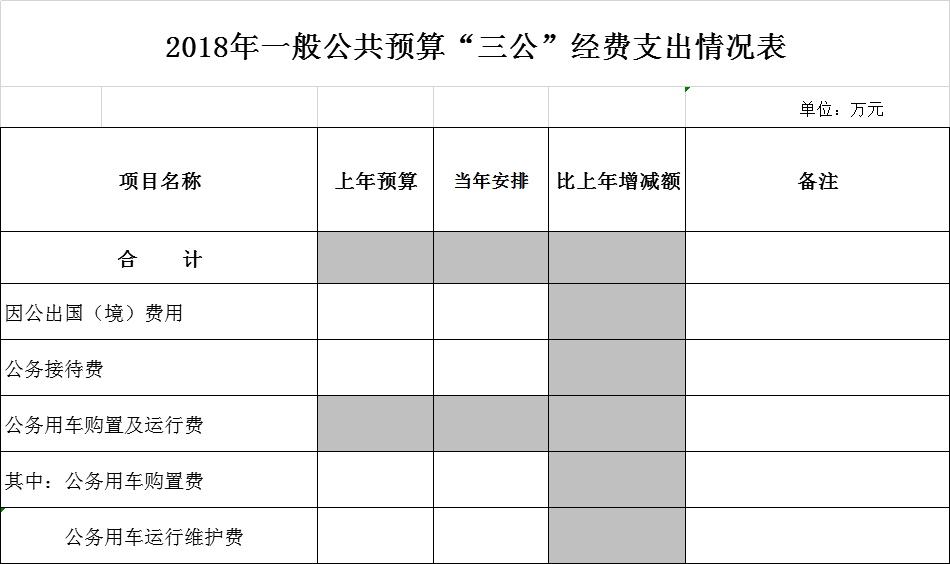 2018年一般公共预算“三公”经费支出情况表
单位：万元
项目名称 上年预算 当年安排 比上年增减额 备注
合 计
因公出国（境）费用
公务接待费
公务用车购置及运行费
其中：公务用车购置费
公务用车运行维护费